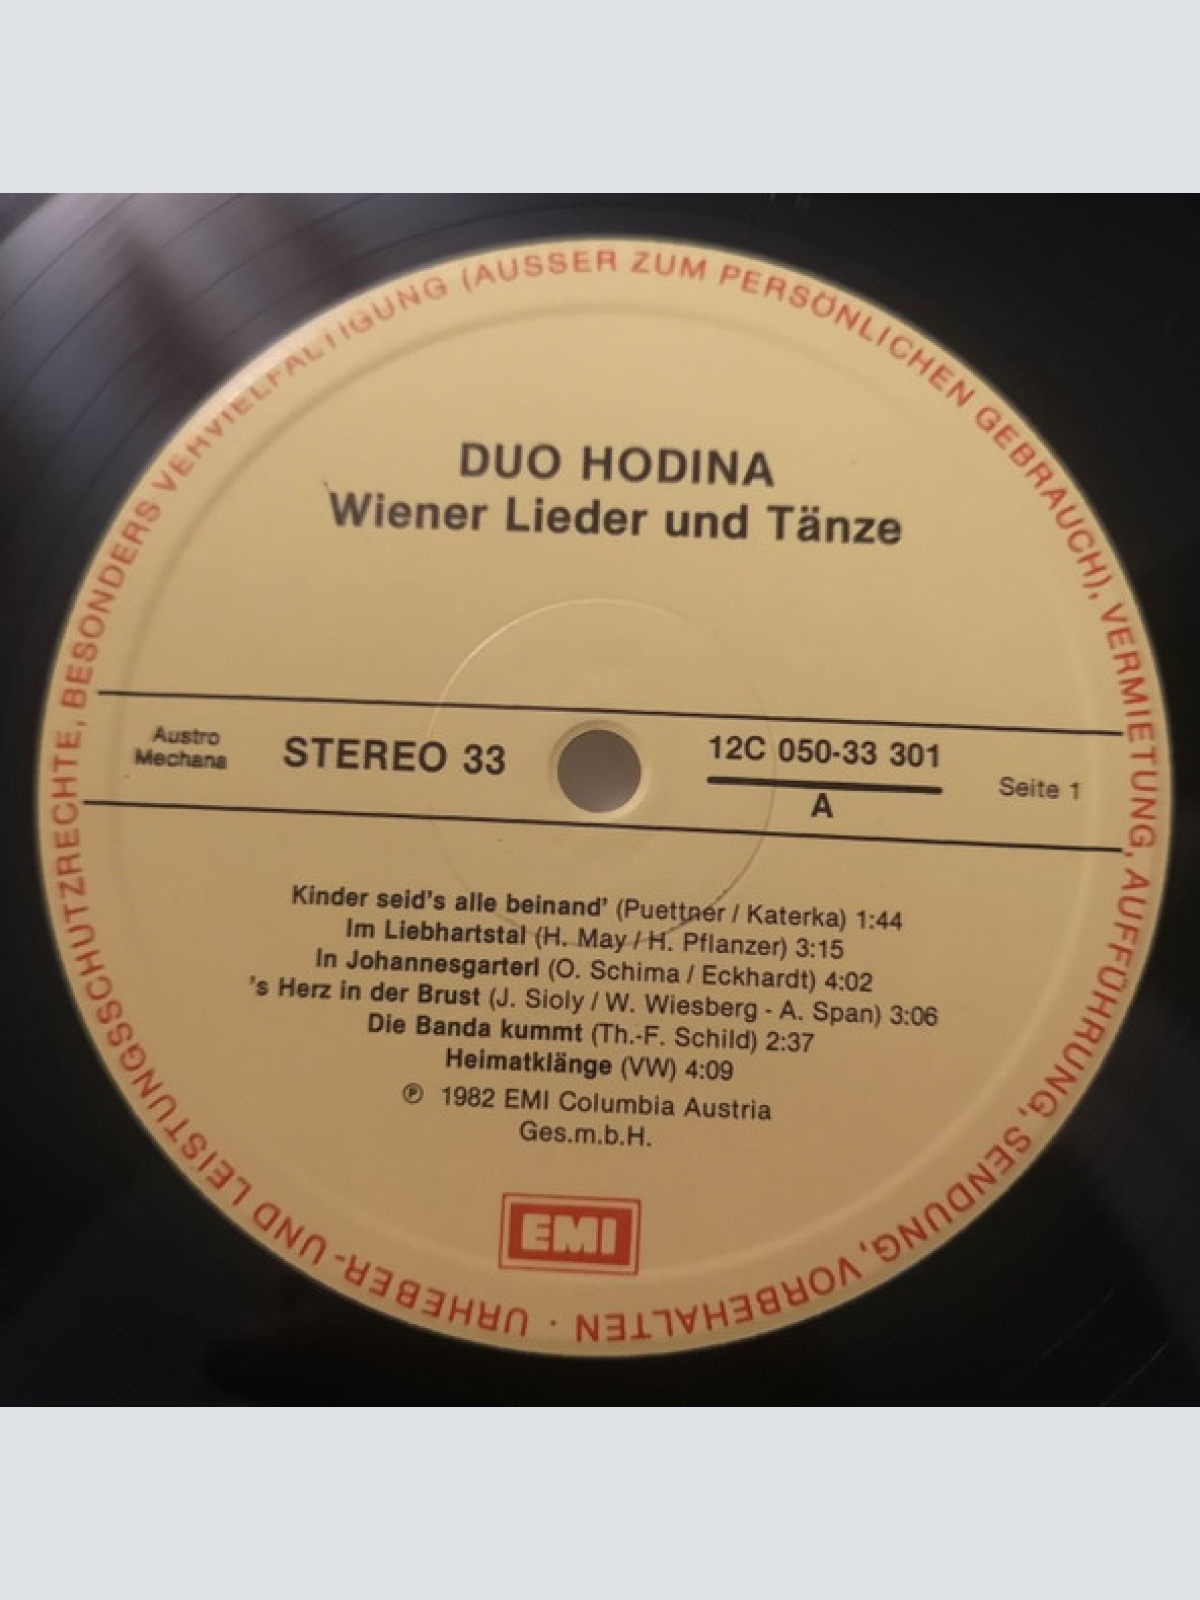 URHEBER- UND LEISTUNGSSCHUTZRECHTE, BESONDERS VERVIELFÄLTIGUNG (AUSSER ZUM PERSÖNLICHEN GEBRAUCH), VERMIETUNG, AUFFÜHRUNG, SENDUNG, VORBEHALTEN ·
DUO HODINA
Wiener Lieder und Tänze
Austro
Mechana
STEREO 33
12C 050-33 301
A
Seite 1
Kinder seid's alle beinand' (Puettner / Katerka) 1:44
Im Liebhartstal (H. May / H. Pflanzer) 3:15
In Johannesgarterl (O. Schima / Eckhardt) 4:02
's Herz in der Brust (J. Sioly / W. Wiesberg - A. Span) 3:06
Die Banda kummt (Th.-F. Schild) 2:37
Heimatklänge (VW) 4:09
℗ 1982 EMI Columbia Austria
Ges.m.b.H.
EMI